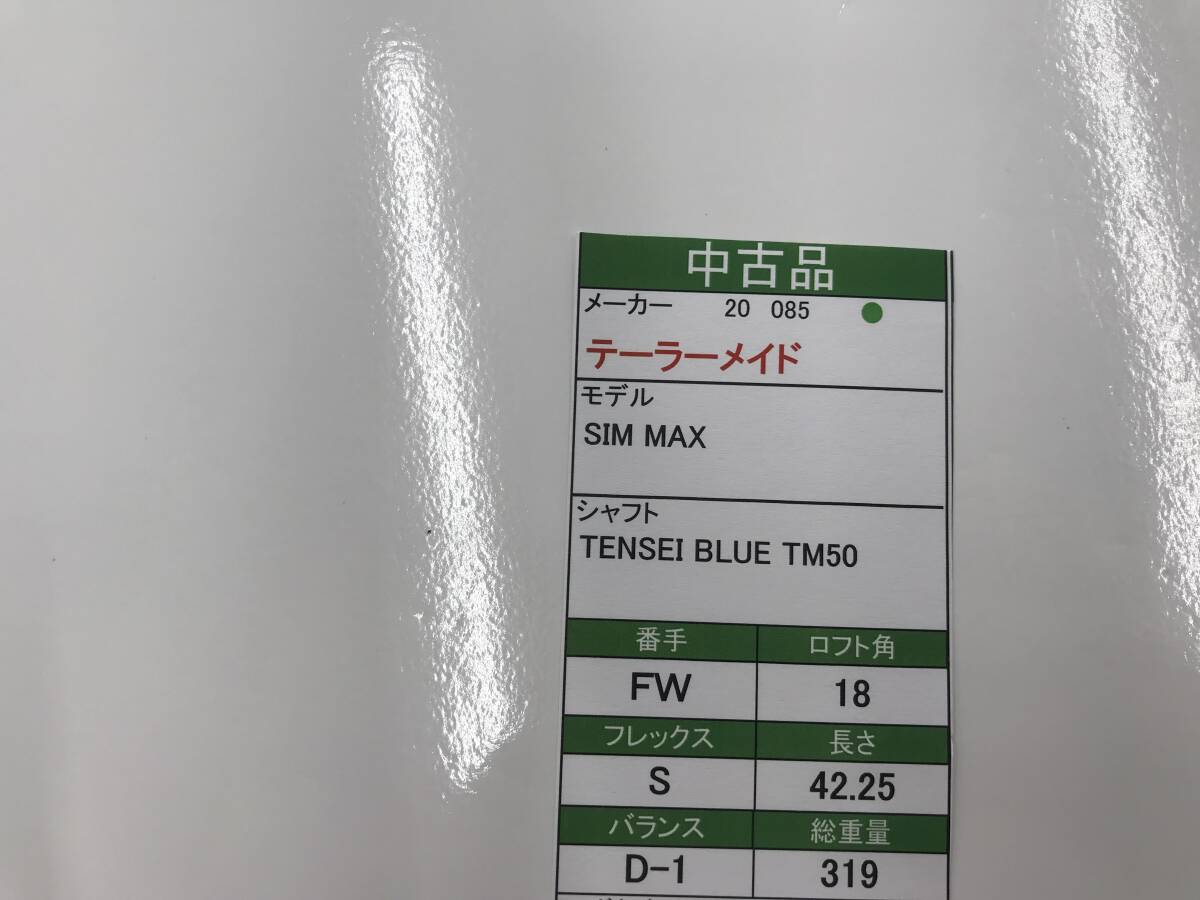 中古品
メーカー 20 085
テーラーメイド
モデル
SIM MAX
シャフト
TENSEI BLUE TM50
番手 ロフト角
FW 18
フレックス 長さ
S 42.25
バランス 総重量
D-1 319